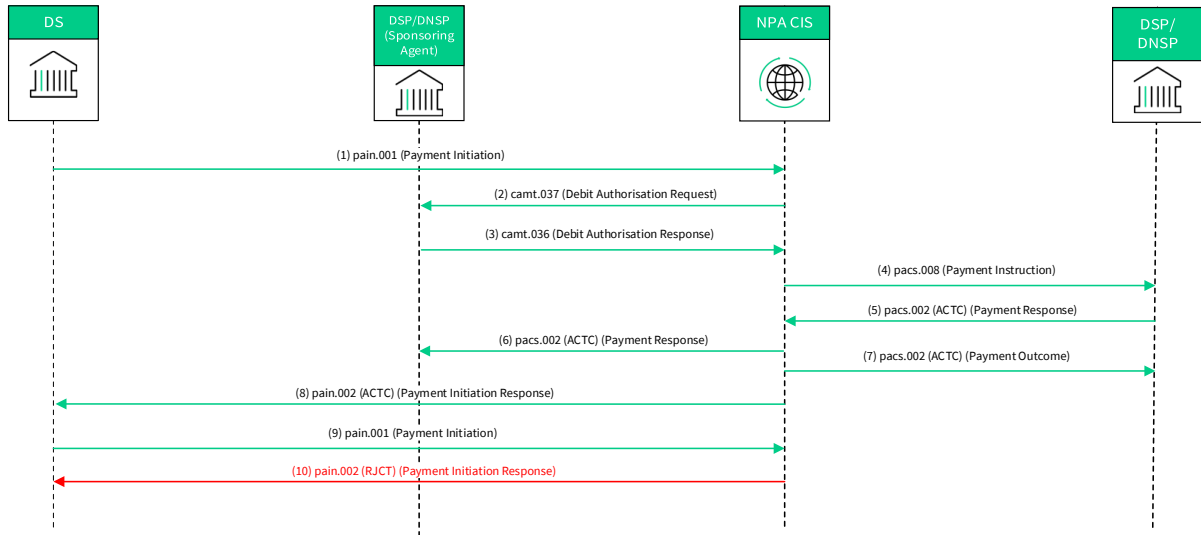 DS
DSP/DNSP
(Sponsoring
Agent)
NPA CIS
DSP/
DNSP
(1) pain.001 (Payment Initiation)
(2) camt.037 (Debit Authorisation Request)
(3) camt.036 (Debit Authorisation Response)
(4) pacs.008 (Payment Instruction)
(5) pacs.002 (ACTC) (Payment Response)
(6) pacs.002 (ACTC) (Payment Response)
(7) pacs.002 (ACTC) (Payment Outcome)
(8) pain.002 (ACTC) (Payment Initiation Response)
(9) pain.001 (Payment Initiation)
(10) pain.002 (RJCT) (Payment Initiation Response)